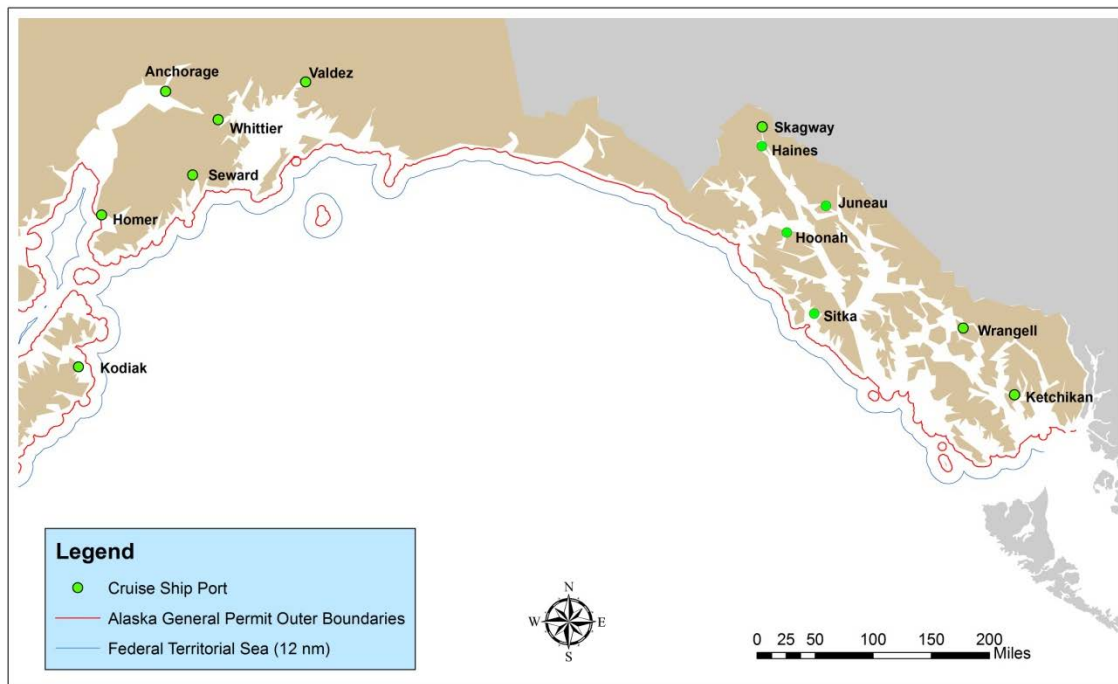 Anchorage
Valdez
Whittier
Seward
Homer
Kodiak
Skagway
Haines
Juneau
Hoonah
Sitka
Wrangell
Ketchikan
Legend
Cruise Ship Port
Alaska General Permit Outer Boundaries
Federal Territorial Sea (12 nm)
N
W E
S
0 25 50 100 150 200
Miles